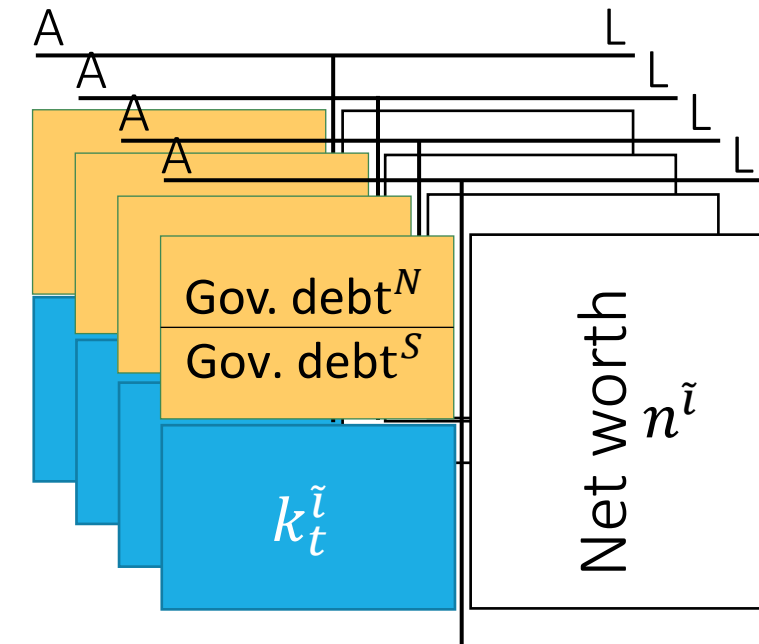 A L
A L
A L
A L
Gov. debt^N
Gov. debt^S
Net worth n^ĩ
k_t^ĩ